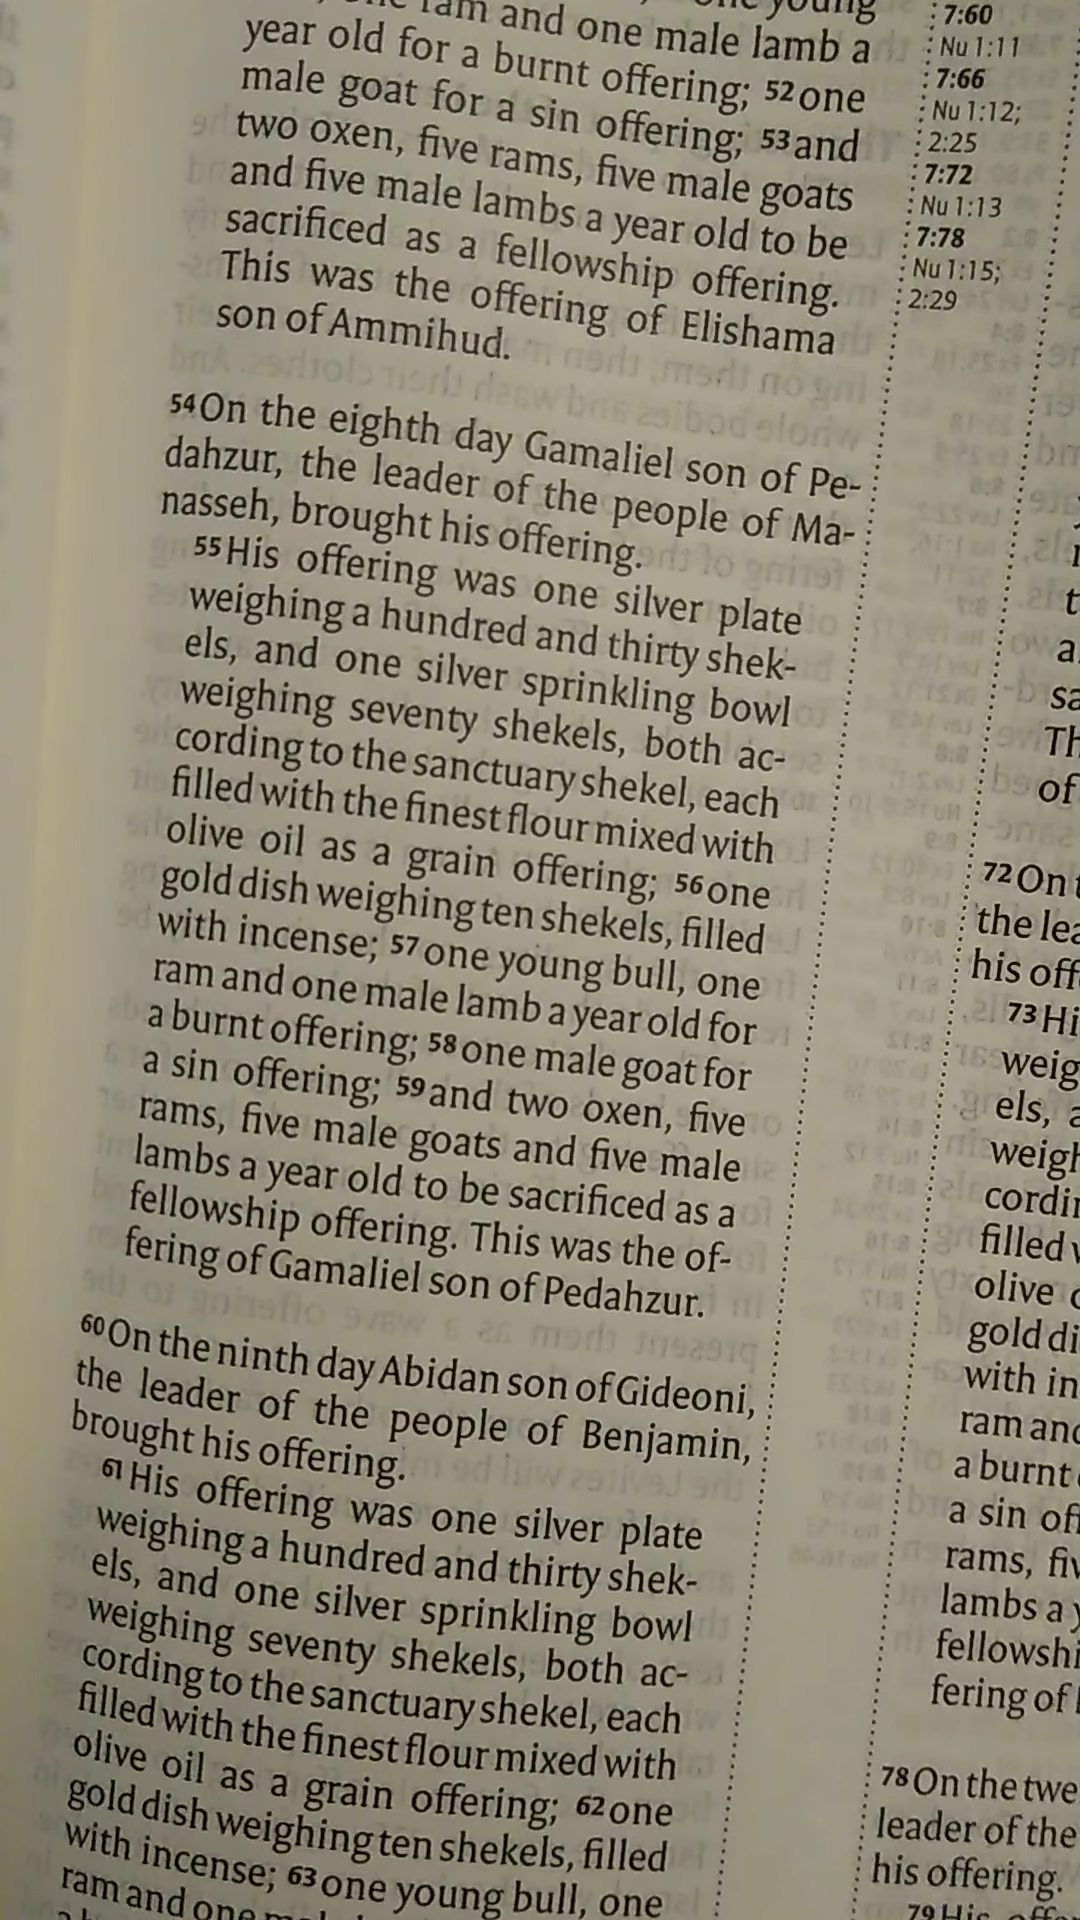 ram and one male lamb a
year old for a burnt offering; 52 one
male goat for a sin offering; 53 and
two oxen, five rams, five male goats
and five male lambs a year old to be
sacrificed as a fellowship offering.
This was the offering of Elishama
son of Ammihud.
54 On the eighth day Gamaliel son of Pe-
dahzur, the leader of the people of Ma-
nasseh, brought his offering.
55 His offering was one silver plate
weighing a hundred and thirty shek-
els, and one silver sprinkling bowl
weighing seventy shekels, both ac-
cording to the sanctuary shekel, each
filled with the finest flour mixed with
olive oil as a grain offering; 56 one
gold dish weighing ten shekels, filled
with incense; 57 one young bull, one
ram and one male lamb a year old for
a burnt offering; 58 one male goat for
a sin offering; 59 and two oxen, five
rams, five male goats and five male
lambs a year old to be sacrificed as a
fellowship offering. This was the of-
fering of Gamaliel son of Pedahzur.
60 On the ninth day Abidan son of Gideoni,
the leader of the people of Benjamin,
brought his offering.
61 His offering was one silver plate
weighing a hundred and thirty shek-
els, and one silver sprinkling bowl
weighing seventy shekels, both ac-
cording to the sanctuary shekel, each
filled with the finest flour mixed with
olive oil as a grain offering; 62 one
gold dish weighing ten shekels, filled
with incense; 63 one young bull, one
ram and one
7:60
Nu 1:11
7:66
Nu 1:12;
2:25
7:72
Nu 1:13
7:78
Nu 1:15;
2:29
Th
of
72 On t
the lea
his off
73 Hi
weig
els, a
weigh
cordin
filled w
olive o
gold di
with in
ram and
a burnt
a sin of
rams, fiv
lambs a y
fellowshi
fering of
78 On the twe
leader of the
his offering.
79 His offe